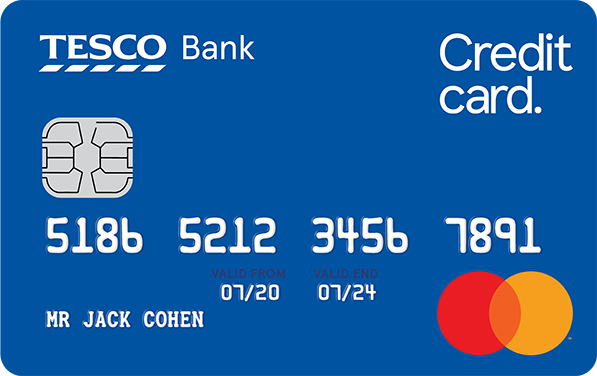 TESCO Bank
Credit
card.
5186 5212 3456 7891
VALID FROM VALID END
07/20 07/24
MR JACK COHEN